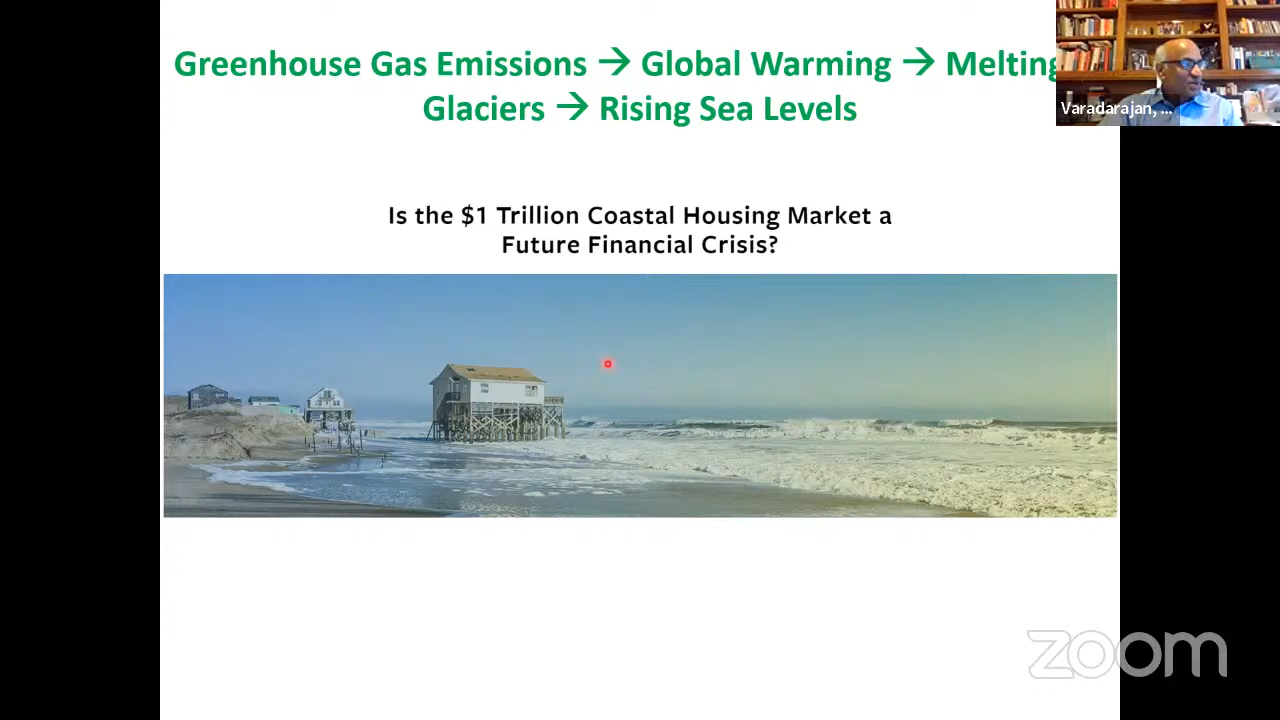 Greenhouse Gas Emissions → Global Warming → Melting
Glaciers → Rising Sea Levels
Varadarajan, ...
Is the $1 Trillion Coastal Housing Market a
Future Financial Crisis?
zoom